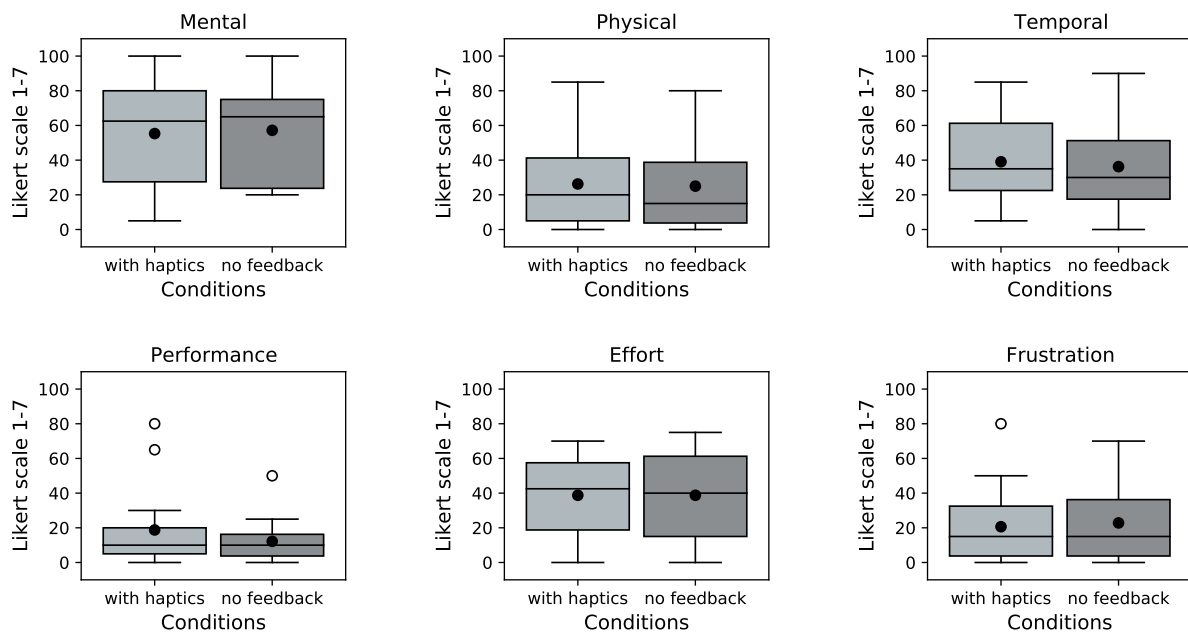 Mental
Likert scale 1-7
100
80
60
40
20
0
with haptics no feedback
Conditions
Physical
Likert scale 1-7
100
80
60
40
20
0
with haptics no feedback
Conditions
Temporal
Likert scale 1-7
100
80
60
40
20
0
with haptics no feedback
Conditions
Performance
Likert scale 1-7
100
80
60
40
20
0
with haptics no feedback
Conditions
Effort
Likert scale 1-7
100
80
60
40
20
0
with haptics no feedback
Conditions
Frustration
Likert scale 1-7
100
80
60
40
20
0
with haptics no feedback
Conditions